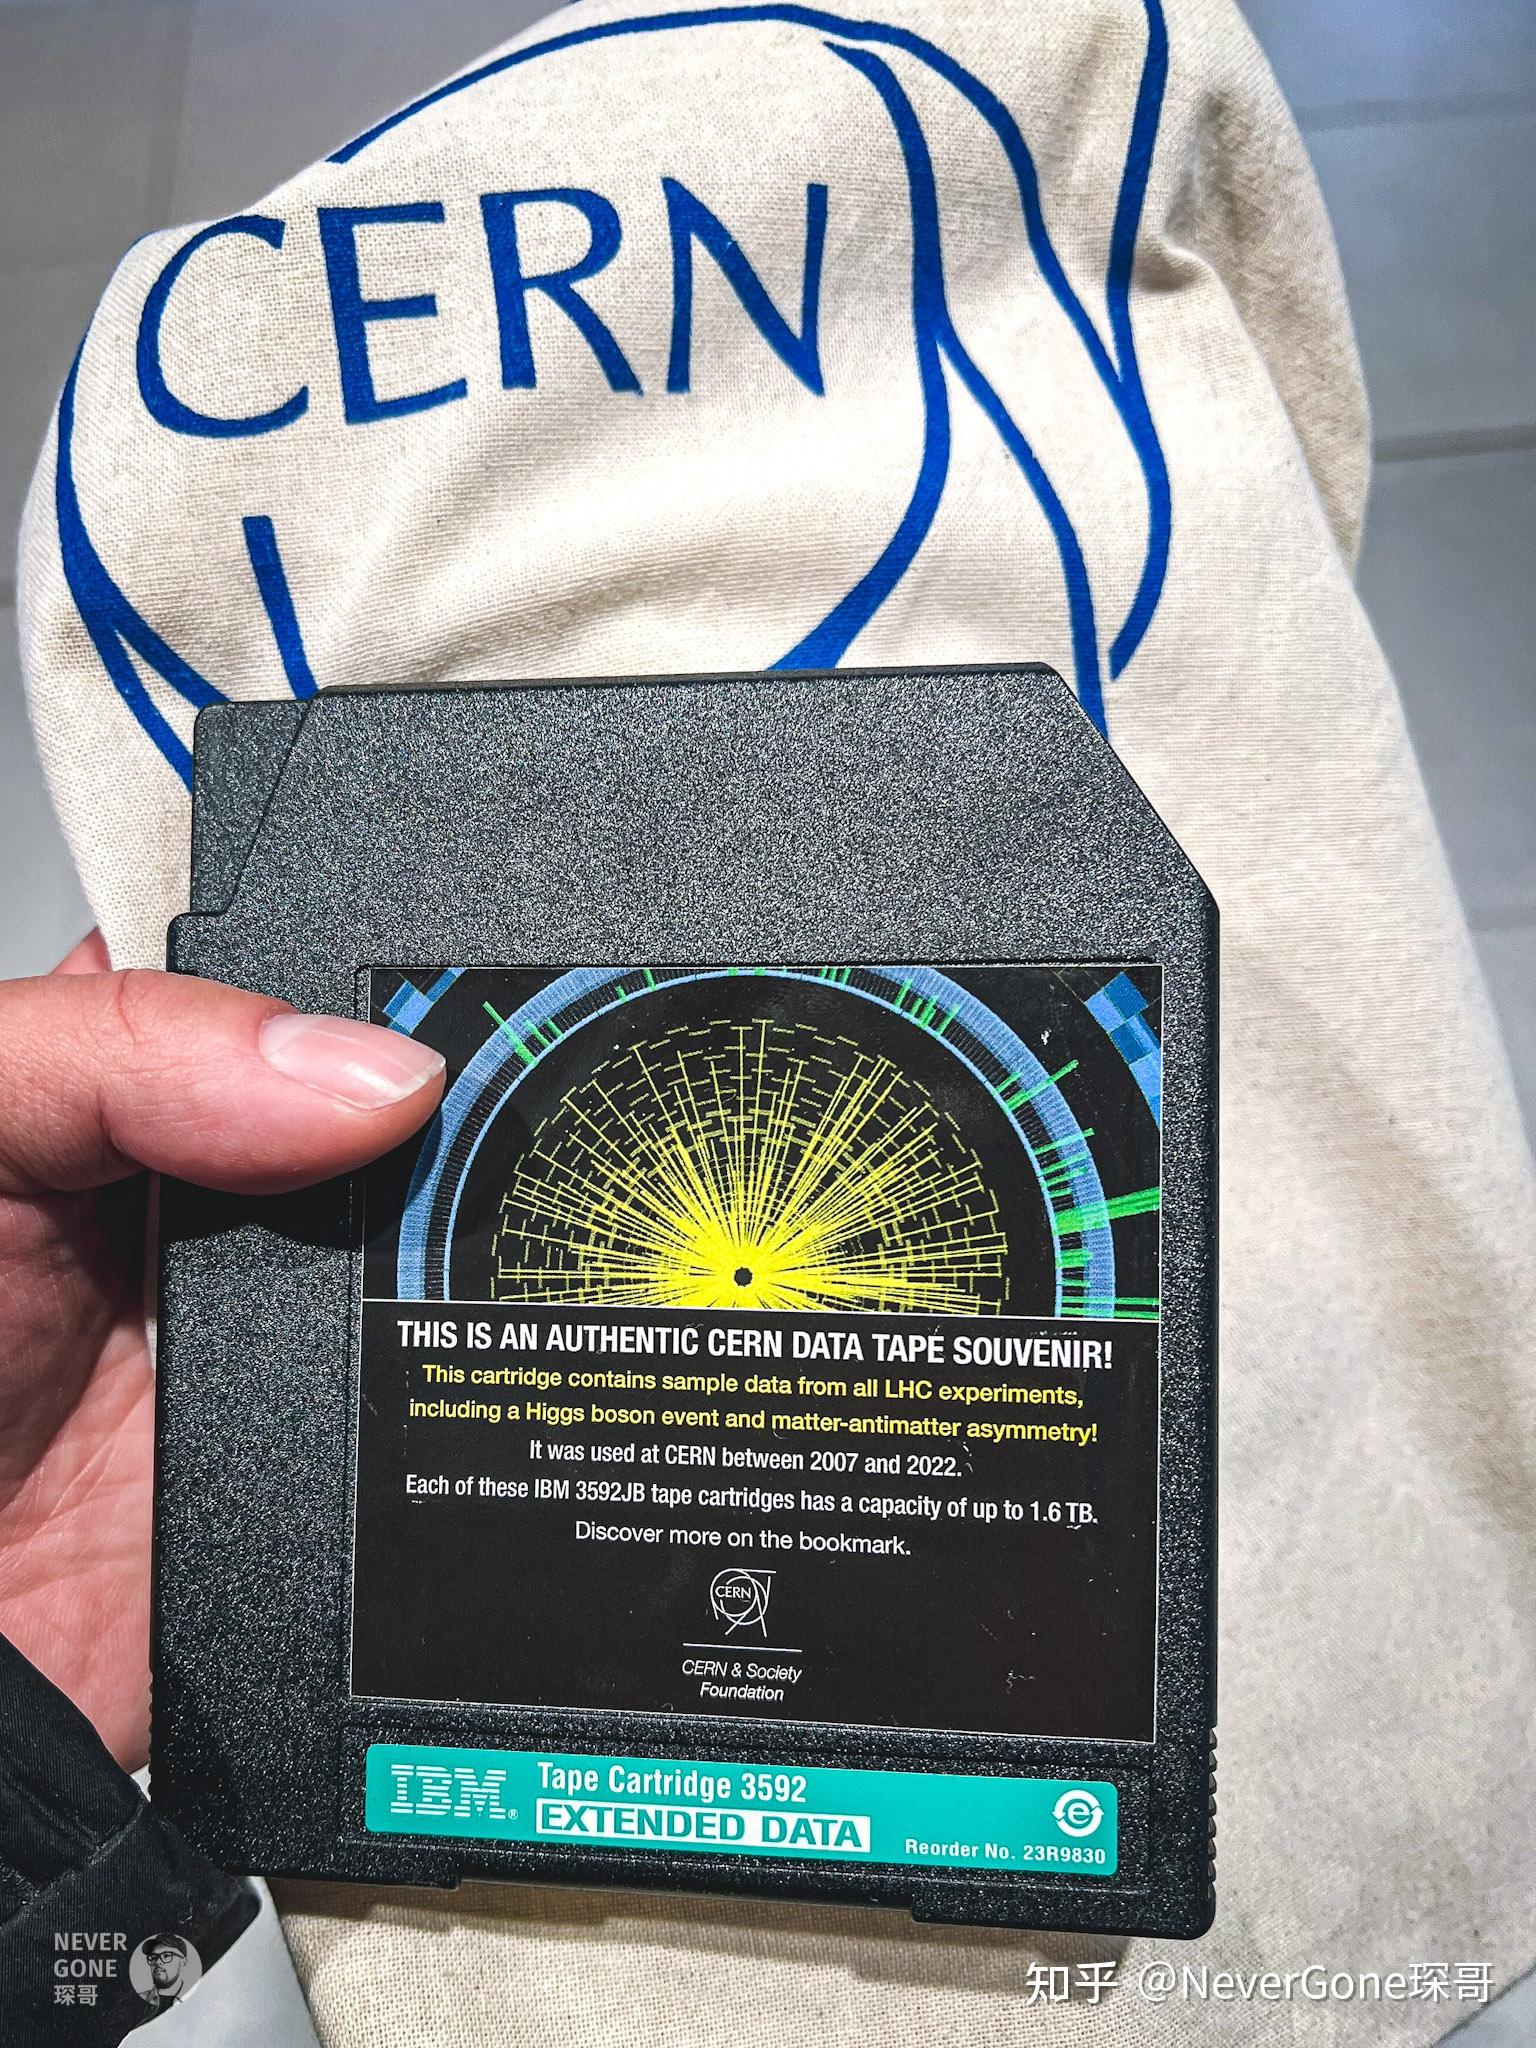 CERN
THIS IS AN AUTHENTIC CERN DATA TAPE SOUVENIR!
This cartridge contains sample data from all LHC experiments,
including a Higgs boson event and matter-antimatter asymmetry!
It was used at CERN between 2007 and 2022.
Each of these IBM 3592JB tape cartridges has a capacity of up to 1.6 TB.
Discover more on the bookmark.
CERN
CERN & Society
Foundation
IBM®
Tape Cartridge 3592
EXTENDED DATA
e
Reorder No. 23R9830
NEVER
GONE
琛哥
知乎 @NeverGone琛哥